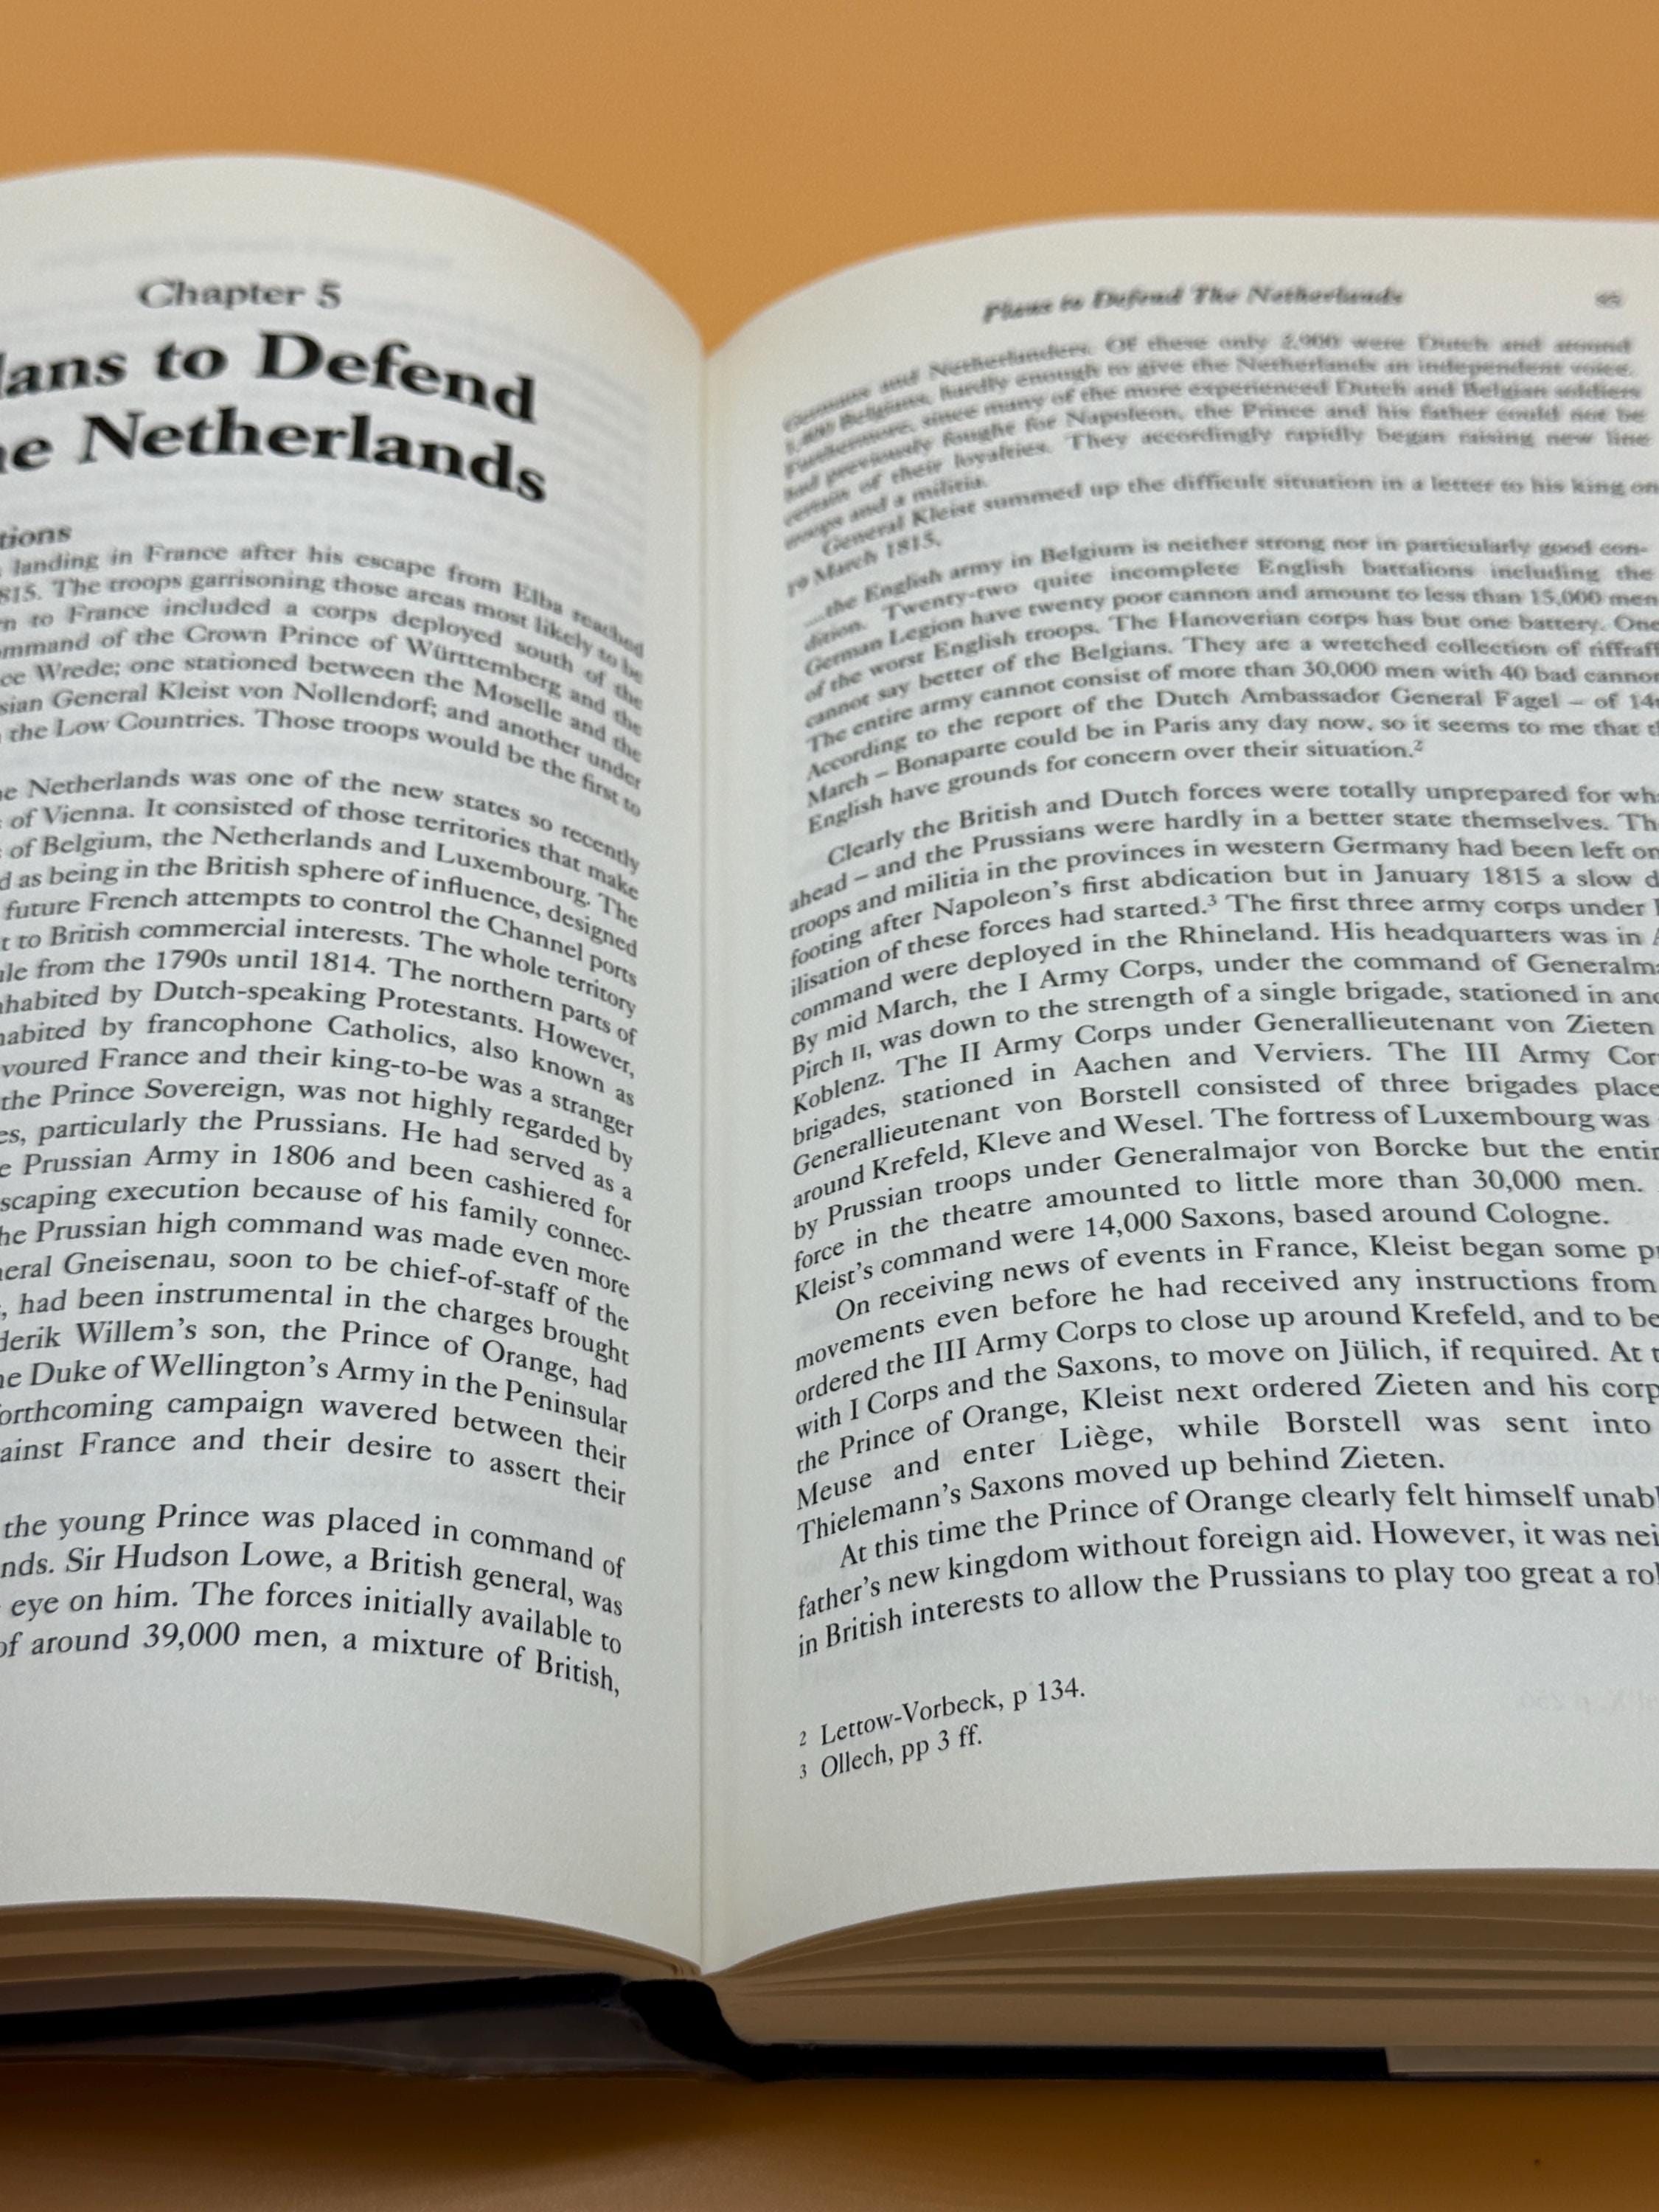 Chapter 5
lans to Defend
ne Netherlands
tions
landing in France after his escape from Elba reached
815. The troops garrisoning those areas most likely to be
n to France included a corps deployed south of the
mmand of the Crown Prince of Württemberg and the
ce Wrede; one stationed between the Moselle and the
sian General Kleist von Nollendorf; and another under
the Low Countries. Those troops would be the first to
e Netherlands was one of the new states so recently
of Vienna. It consisted of those territories that make
of Belgium, the Netherlands and Luxembourg. The
d as being in the British sphere of influence, designed
future French attempts to control the Channel ports
t to British commercial interests. The whole territory
ule from the 1790s until 1814. The northern parts of
nhabited by Dutch-speaking Protestants. However,
habited by francophone Catholics, also known as
voured France and their king-to-be was a stranger
the Prince Sovereign, was not highly regarded by
es, particularly the Prussians. He had served as a
e Prussian Army in 1806 and been cashiered for
scaping execution because of his family connec-
he Prussian high command was made even more
neral Gneisenau, soon to be chief-of-staff of the
, had been instrumental in the charges brought
derik Willem's son, the Prince of Orange, had
ne Duke of Wellington's Army in the Peninsular
forthcoming campaign wavered between their
ainst France and their desire to assert their
the young Prince was placed in command of
nds. Sir Hudson Lowe, a British general, was
eye on him. The forces initially available to
of around 39,000 men, a mixture of British,
Plans to Defend The Netherlands
Germans and Netherlanders. Of these only 2,900 were Dutch and around
Belgians, hardly enough to give the Netherlands an independent voice.
Furthermore, since many of the more experienced Dutch and Belgian soldiers
had previously fought for Napoleon, the Prince and his father could not be
certain of their loyalties. They accordingly rapidly began raising new line
troops and a militia.
General Kleist summed up the difficult situation in a letter to his king on
19 March 1815.
....the English army in Belgium is neither strong nor in particularly good con-
dition. Twenty-two quite incomplete English battalions including the
German Legion have twenty poor cannon and amount to less than 15,000 men
of the worst English troops. The Hanoverian corps has but one battery. One
cannot say better of the Belgians. They are a wretched collection of riffraff
The entire army cannot consist of more than 30,000 men with 40 bad cannon
According to the report of the Dutch Ambassador General Fagel – of 14t
March – Bonaparte could be in Paris any day now, so it seems to me that th
English have grounds for concern over their situation.²
Clearly the British and Dutch forces were totally unprepared for wha
ahead – and the Prussians were hardly in a better state themselves. Th
troops and militia in the provinces in western Germany had been left on
footing after Napoleon's first abdication but in January 1815 a slow d
ilisation of these forces had started.³ The first three army corps under
command were deployed in the Rhineland. His headquarters was in A
By mid March, the I Army Corps, under the command of Generalma
Pirch II, was down to the strength of a single brigade, stationed in and
Koblenz. The II Army Corps under Generallieutenant von Zieten
brigades, stationed in Aachen and Verviers. The III Army Cor
Generallieutenant von Borstell consisted of three brigades place
around Krefeld, Kleve and Wesel. The fortress of Luxembourg was
by Prussian troops under Generalmajor von Borcke but the entir
force in the theatre amounted to little more than 30,000 men.
Kleist's command were 14,000 Saxons, based around Cologne.
On receiving news of events in France, Kleist began some pr
movements even before he had received any instructions from
ordered the III Army Corps to close up around Krefeld, and to be
with I Corps and the Saxons, to move on Jülich, if required. At t
the Prince of Orange, Kleist next ordered Zieten and his corp
Meuse and enter Liège, while Borstell was sent into
Thielemann's Saxons moved up behind Zieten.
At this time the Prince of Orange clearly felt himself unabl
father's new kingdom without foreign aid. However, it was nei
in British interests to allow the Prussians to play too great a rol
2 Lettow-Vorbeck, p 134.
3 Ollech, pp 3 ff.